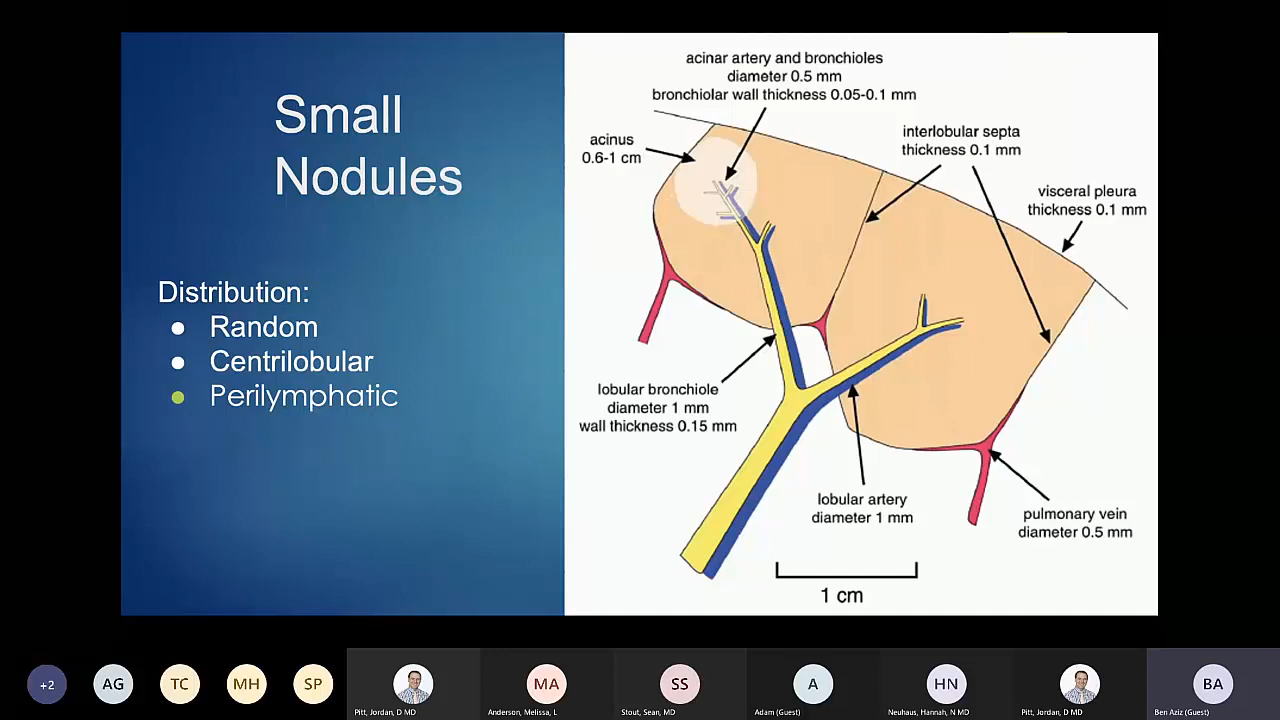 Small
Nodules
Distribution:
● Random
● Centrilobular
● Perilymphatic
acinar artery and bronchioles
diameter 0.5 mm
bronchiolar wall thickness 0.05-0.1 mm
acinus
0.6-1 cm
interlobular septa
thickness 0.1 mm
visceral pleura
thickness 0.1 mm
lobular bronchiole
diameter 1 mm
wall thickness 0.15 mm
lobular artery
diameter 1 mm
pulmonary vein
diameter 0.5 mm
1 cm
+2
AG
TC
MH
SP
MA
SS
A
HN
BA
Pitt, Jordan, D MD
Anderson, Melissa, L
Stout, Sean, MD
Adam (Guest)
Neuhaus, Hannah, N MD
Pitt, Jordan, D MD
Ben Aziz (Guest)